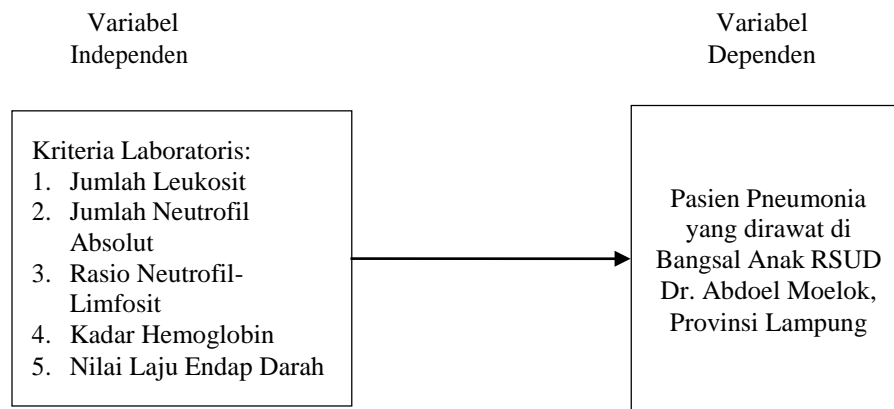 Variabel
Independen
Variabel
Dependen
Kriteria Laboratoris:
1. Jumlah Leukosit
2. Jumlah Neutrofil
Absolut
3. Rasio Neutrofil-
Limfosit
4. Kadar Hemoglobin
5. Nilai Laju Endap Darah
Pasien Pneumonia
yang dirawat di
Bangsal Anak RSUD
Dr. Abdoel Moelok,
Provinsi Lampung